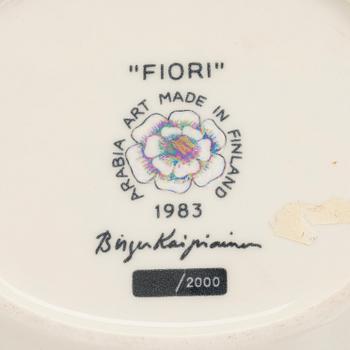 "FIORI"
ARABIA ART MADE IN FINLAND
1983
Birger Kaipiainen
/2000